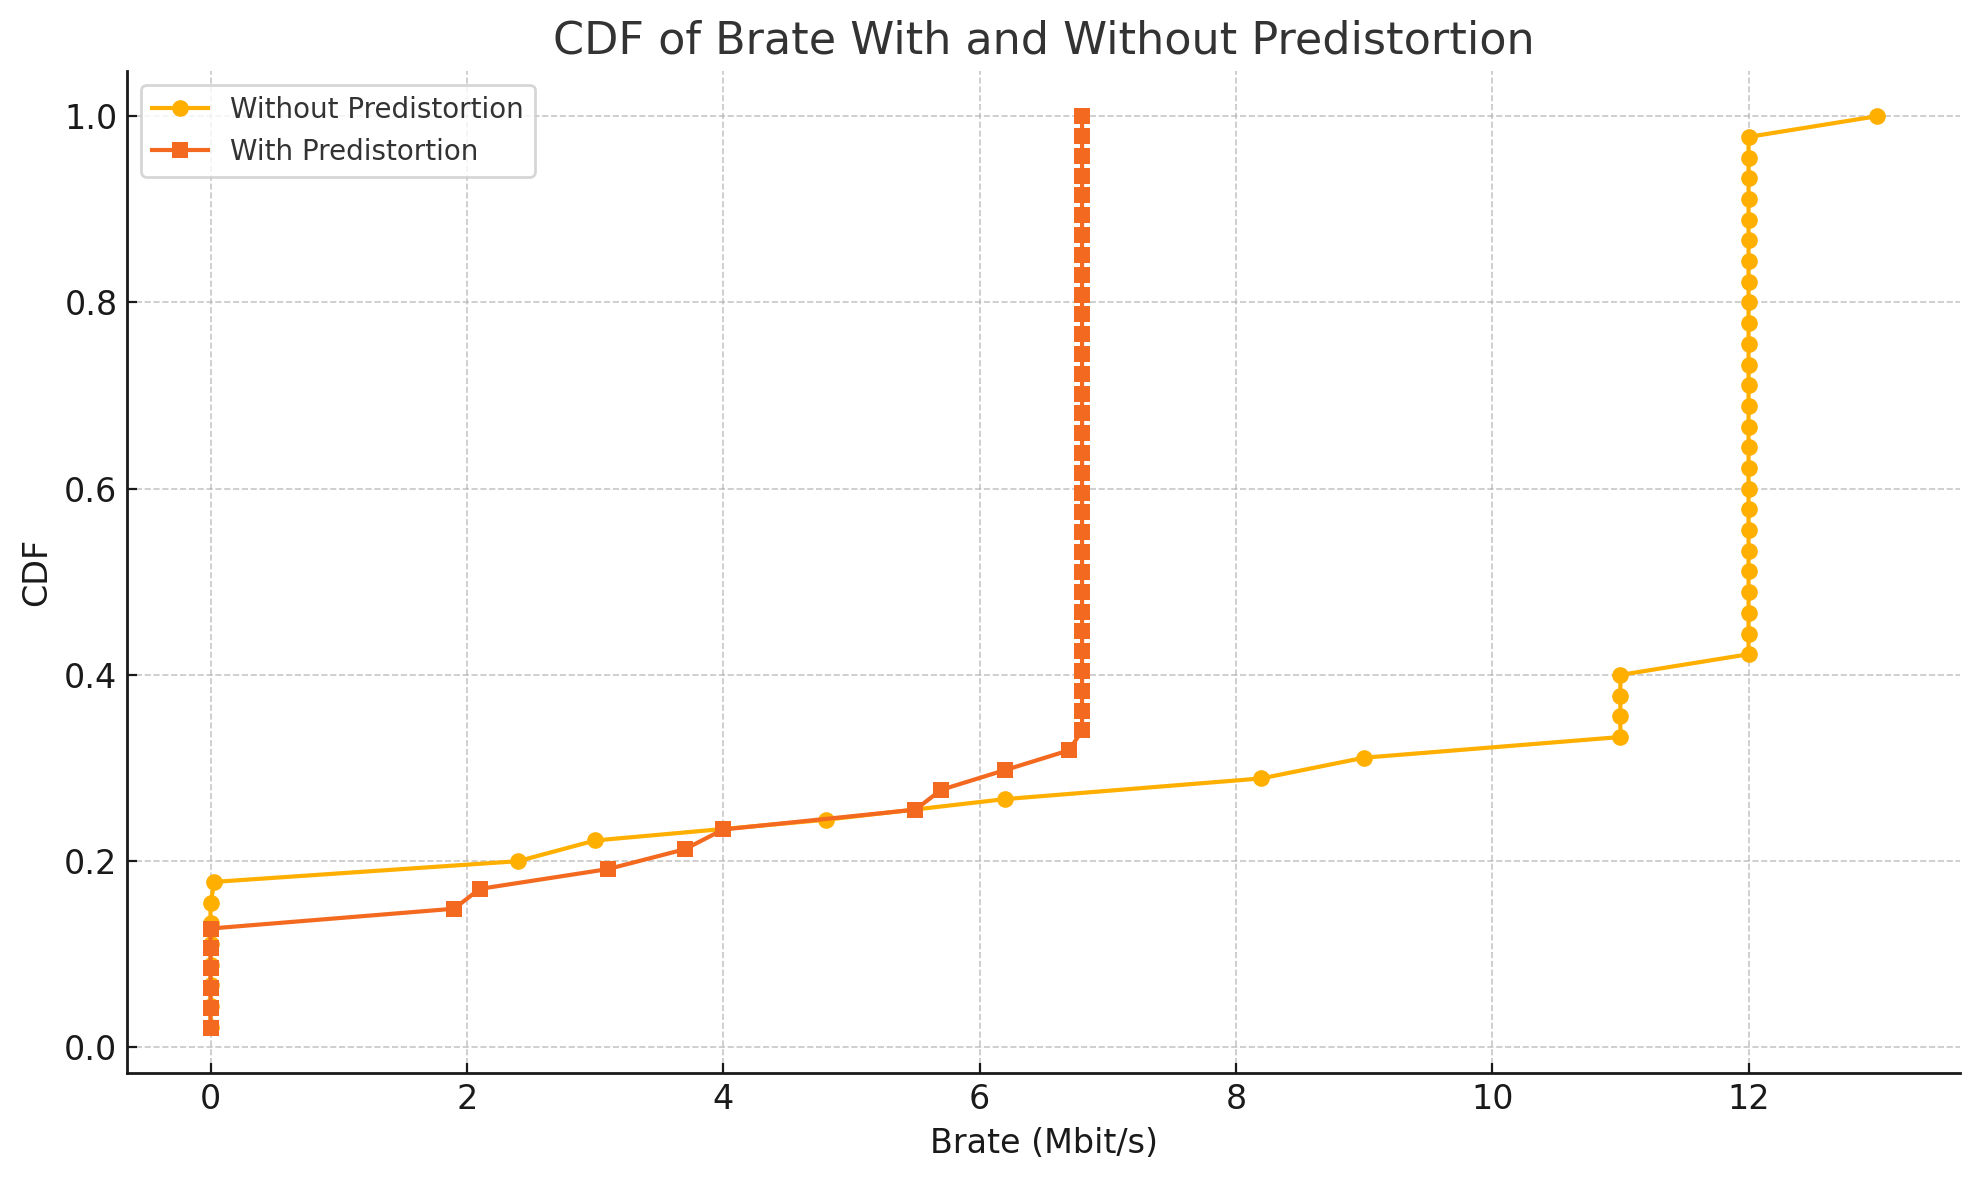 CDF of Brate With and Without Predistortion
Without Predistortion
With Predistortion
1.0
0.8
0.6
0.4
0.2
0.0
CDF
0 2 4 6 8 10 12
Brate (Mbit/s)